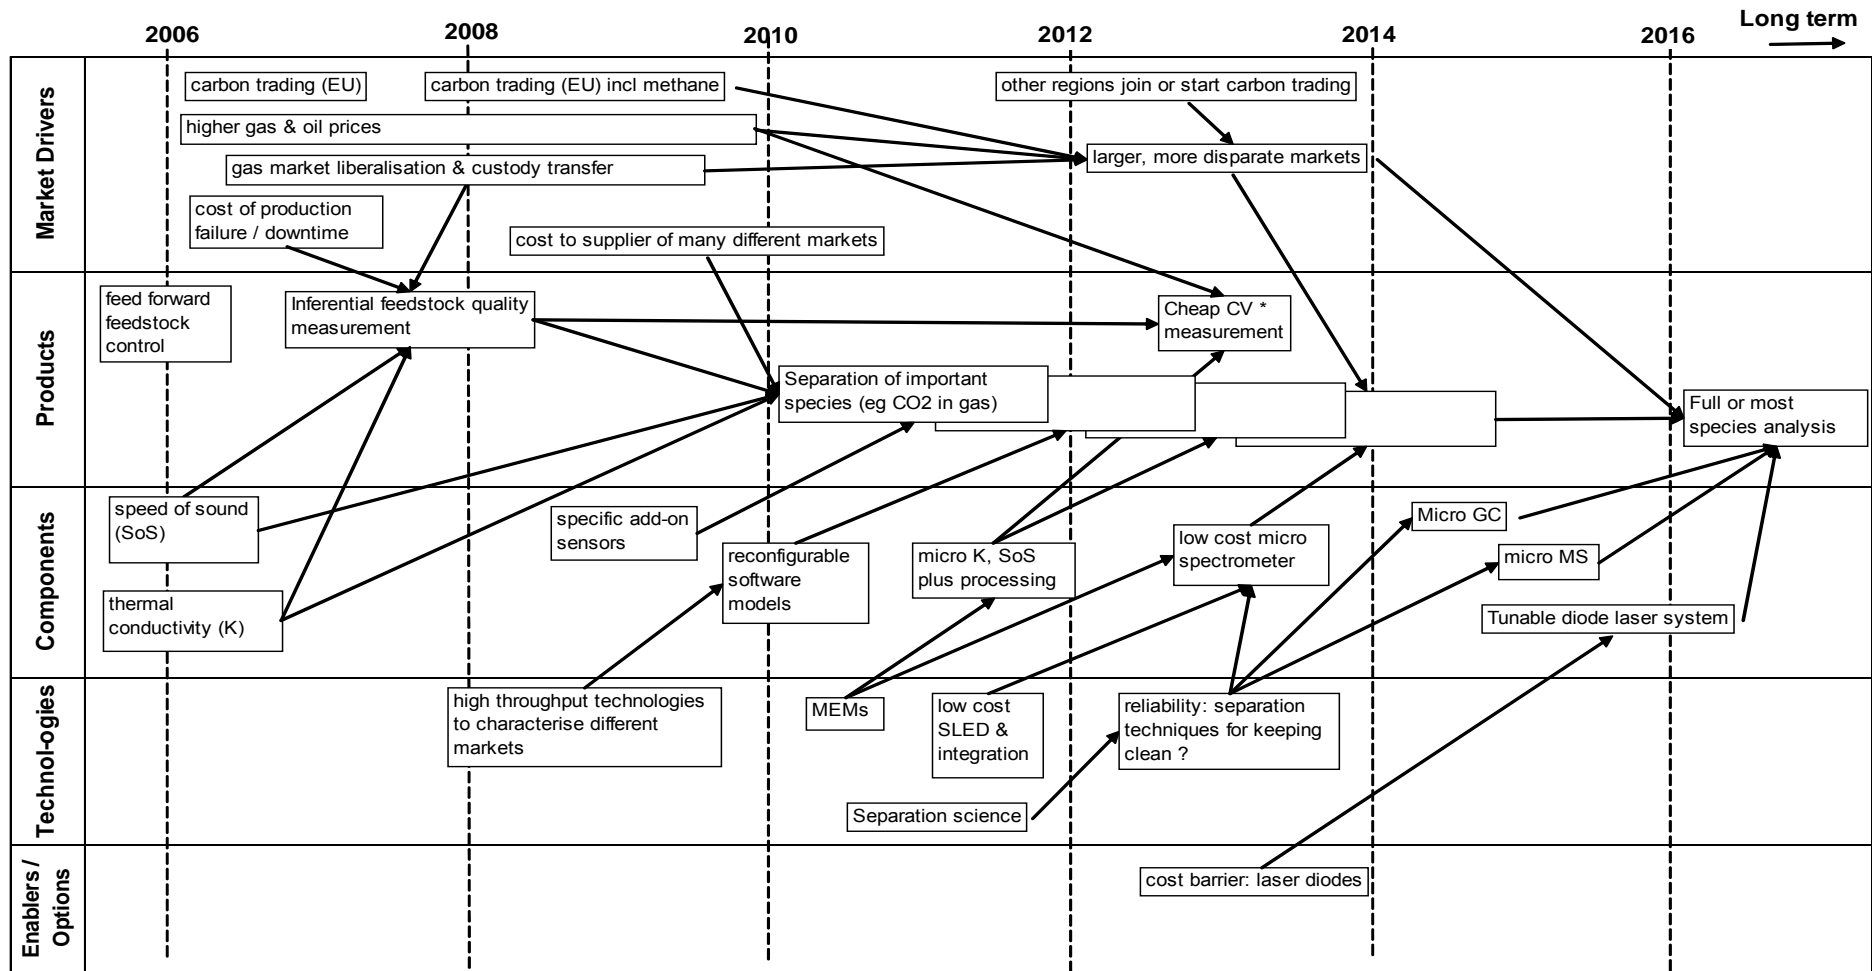 2006
2008
2010
2012
2014
2016
Long term
Market Drivers
carbon trading (EU)
carbon trading (EU) incl methane
other regions join or start carbon trading
higher gas & oil prices
larger, more disparate markets
gas market liberalisation & custody transfer
cost of production
failure / downtime
cost to supplier of many different markets
Products
feed forward
feedstock
control
Inferential feedstock quality
measurement
Cheap CV *
measurement
Separation of important
species (eg CO2 in gas)
Full or most
species analysis
Components
speed of sound
(SoS)
specific add-on
sensors
Micro GC
low cost micro
spectrometer
reconfigurable
software
models
micro K, SoS
plus processing
micro MS
thermal
conductivity (K)
Tunable diode laser system
Technol-ogies
high throughput technologies
to characterise different
markets
MEMs
low cost
SLED &
integration
reliability: separation
techniques for keeping
clean ?
Separation science
Enablers /
Options
cost barrier: laser diodes